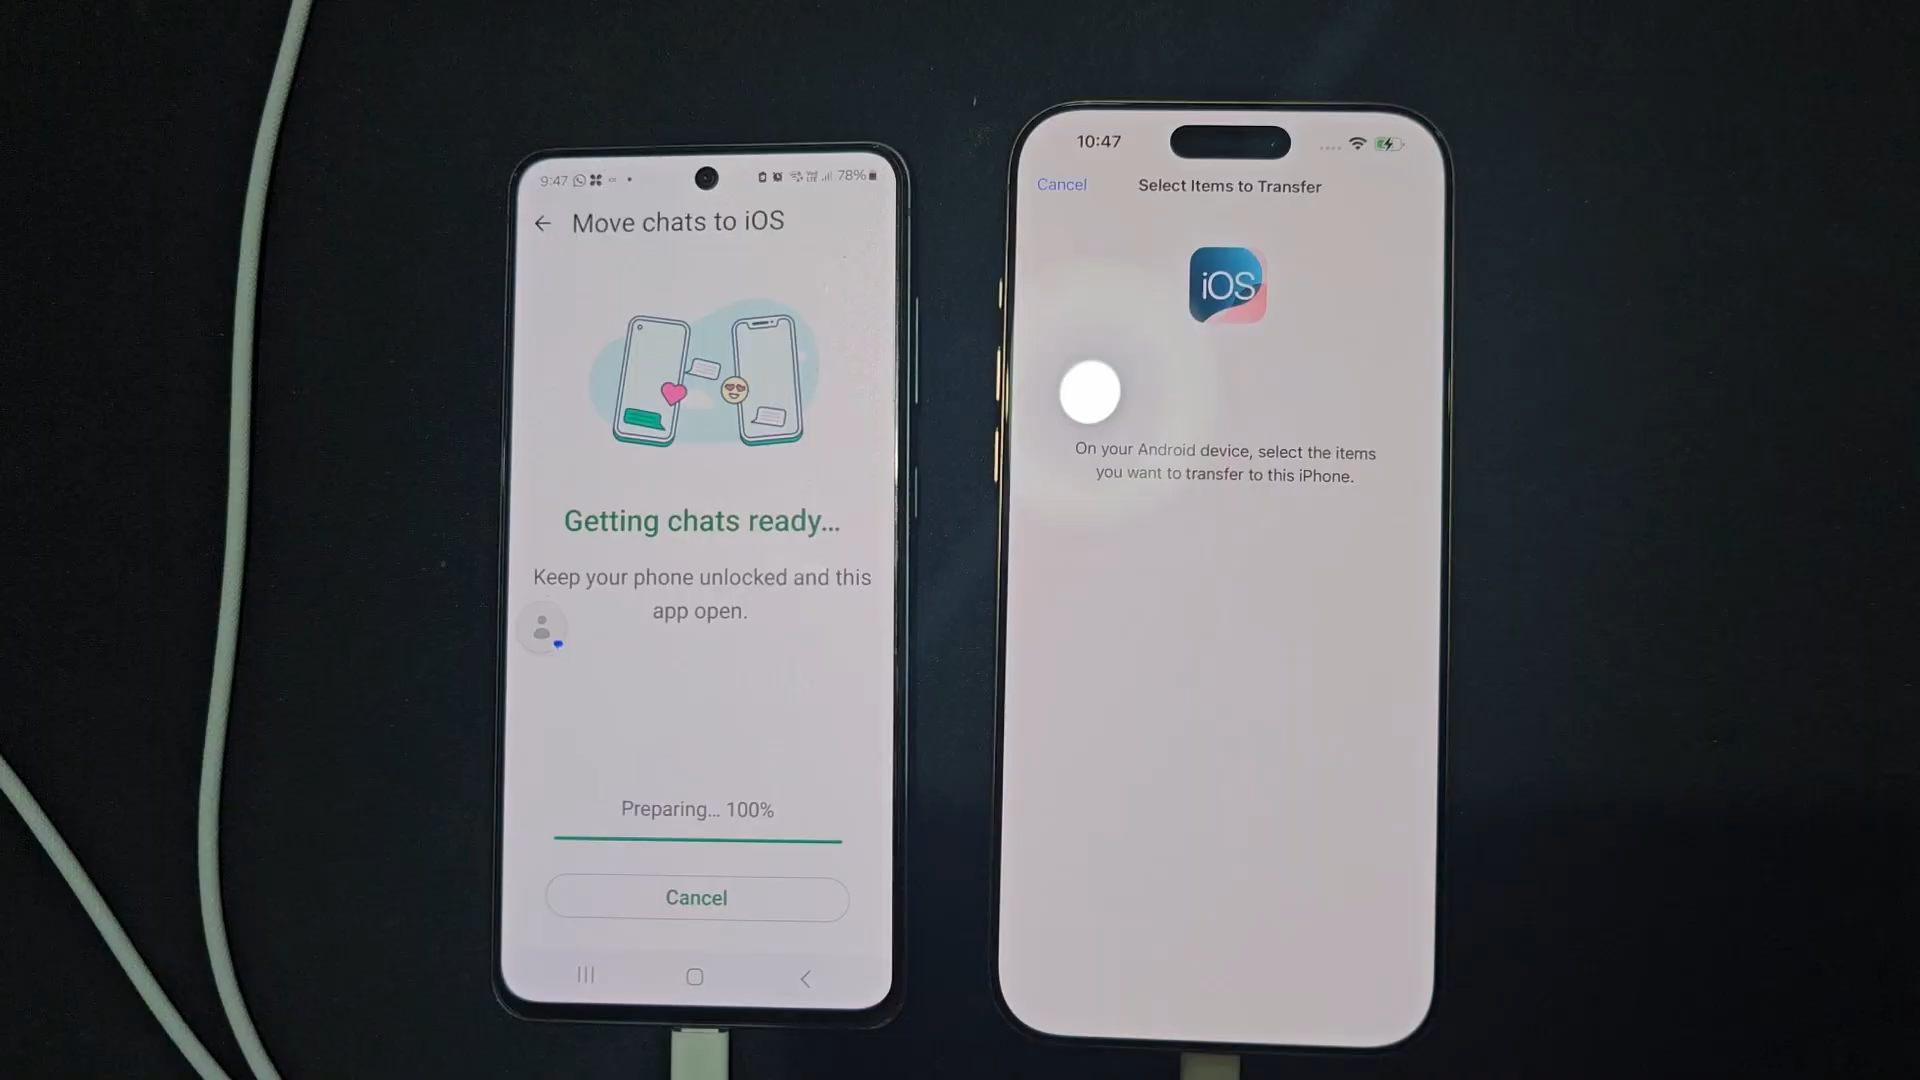 9:47
78%
Move chats to iOS
Getting chats ready...
Keep your phone unlocked and this
app open.
Preparing... 100%
Cancel
10:47
Cancel
Select Items to Transfer
iOS
On your Android device, select the items
you want to transfer to this iPhone.